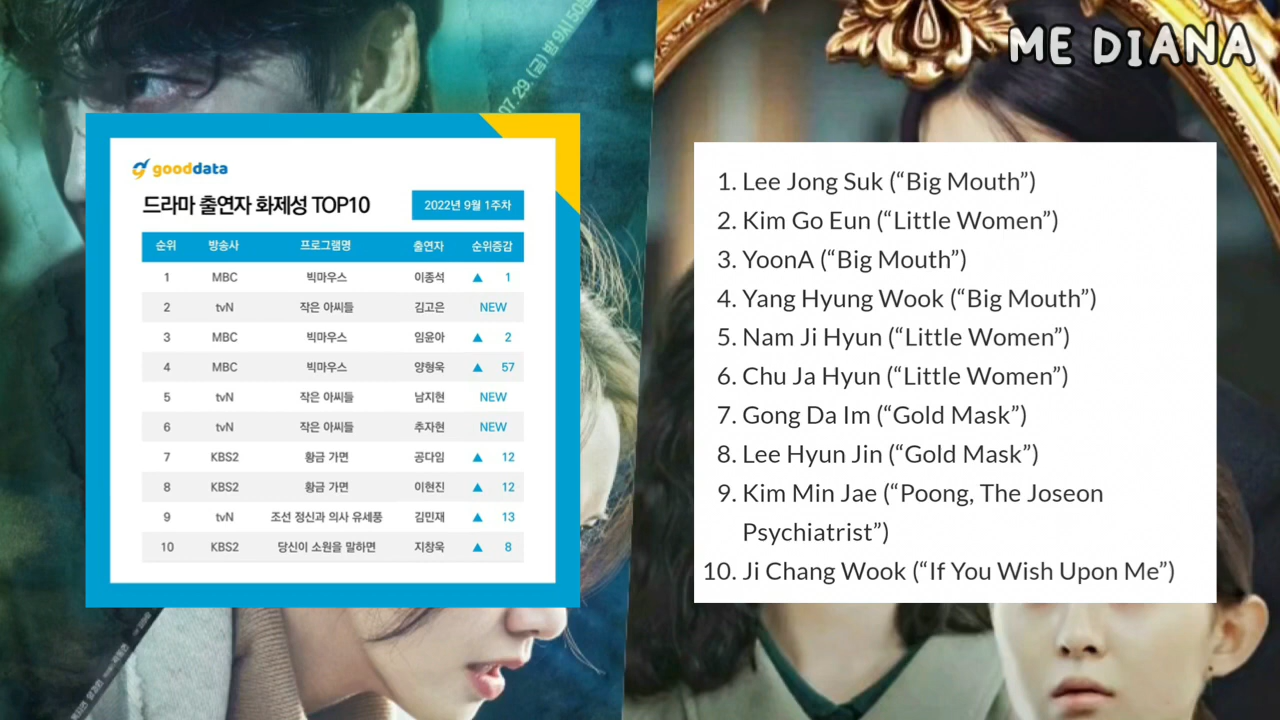 ME DIANA
07. 29. (금) 밤 9시 50분
gooddata
드라마 출연자 화제성 TOP10
2022년 9월 1주차
순위 방송사 프로그램명 출연자 순위증감
1 MBC 빅마우스 이종석 ▲ 1
2 tvN 작은 아씨들 김고은 NEW
3 MBC 빅마우스 임윤아 ▲ 2
4 MBC 빅마우스 양형욱 ▲ 57
5 tvN 작은 아씨들 남지현 NEW
6 tvN 작은 아씨들 추자현 NEW
7 KBS2 황금 가면 공다임 ▲ 12
8 KBS2 황금 가면 이현진 ▲ 12
9 tvN 조선 정신과 의사 유세풍 김민재 ▲ 13
10 KBS2 당신이 소원을 말하면 지창욱 ▲ 8
1. Lee Jong Suk (“Big Mouth”)
2. Kim Go Eun (“Little Women”)
3. YoonA (“Big Mouth”)
4. Yang Hyung Wook (“Big Mouth”)
5. Nam Ji Hyun (“Little Women”)
6. Chu Ja Hyun (“Little Women”)
7. Gong Da Im (“Gold Mask”)
8. Lee Hyun Jin (“Gold Mask”)
9. Kim Min Jae (“Poong, The Joseon
Psychiatrist”)
10. Ji Chang Wook (“If You Wish Upon Me”)